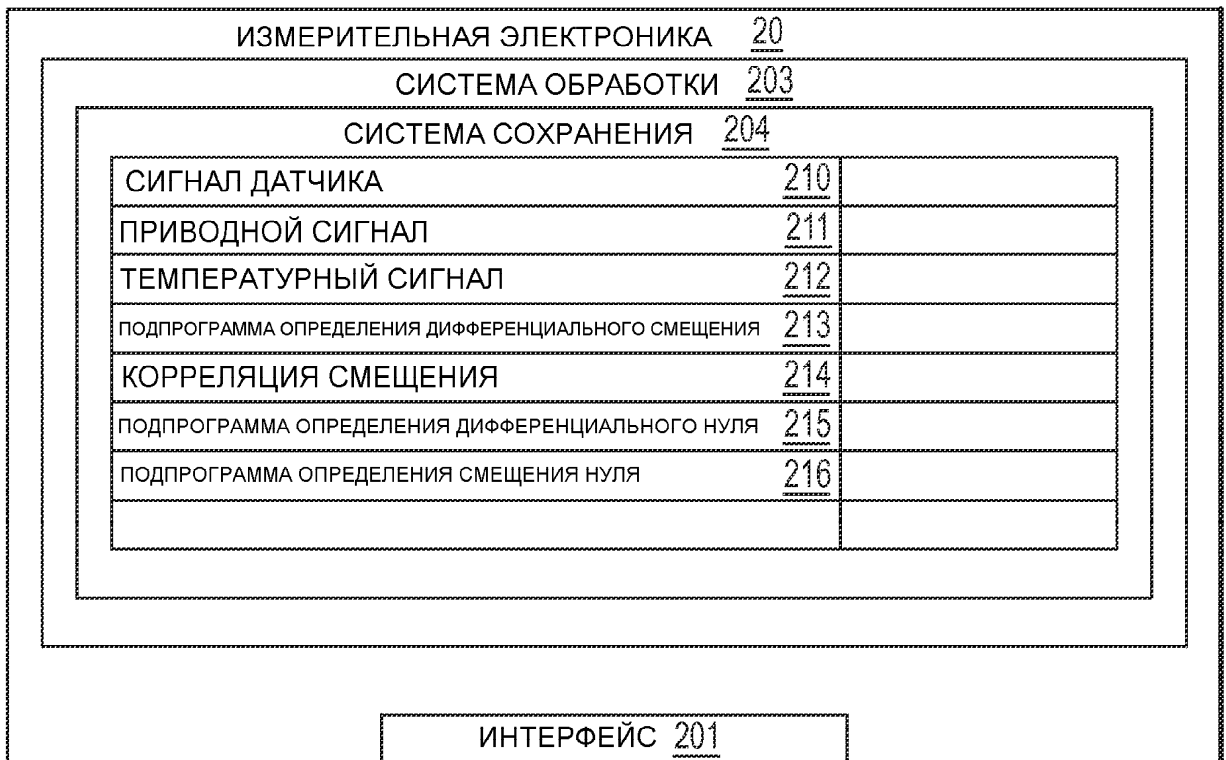 ИЗМЕРИТЕЛЬНАЯ ЭЛЕКТРОНИКА 20
СИСТЕМА ОБРАБОТКИ 203
СИСТЕМА СОХРАНЕНИЯ 204
СИГНАЛ ДАТЧИКА 210
ПРИВОДНОЙ СИГНАЛ 211
ТЕМПЕРАТУРНЫЙ СИГНАЛ 212
ПОДПРОГРАММА ОПРЕДЕЛЕНИЯ ДИФФЕРЕНЦИАЛЬНОГО СМЕЩЕНИЯ 213
КОРРЕЛЯЦИЯ СМЕЩЕНИЯ 214
ПОДПРОГРАММА ОПРЕДЕЛЕНИЯ ДИФФЕРЕНЦИАЛЬНОГО НУЛЯ 215
ПОДПРОГРАММА ОПРЕДЕЛЕНИЯ СМЕЩЕНИЯ НУЛЯ 216
ИНТЕРФЕЙС 201